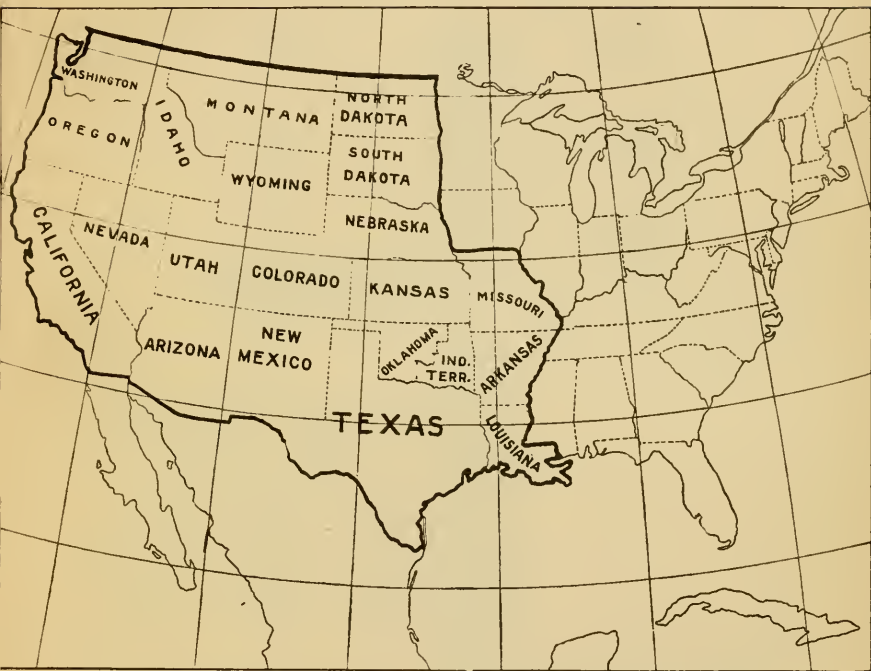 WASHINGTON
OREGON
IDAHO
MONTANA
NORTH
DAKOTA
SOUTH
DAKOTA
WYOMING
NEBRASKA
CALIFORNIA
NEVADA
UTAH
COLORADO
KANSAS
MISSOURI
ARIZONA
NEW
MEXICO
OKLAHOMA
IND.
TERR.
ARKANSAS
TEXAS
LOUISIANA